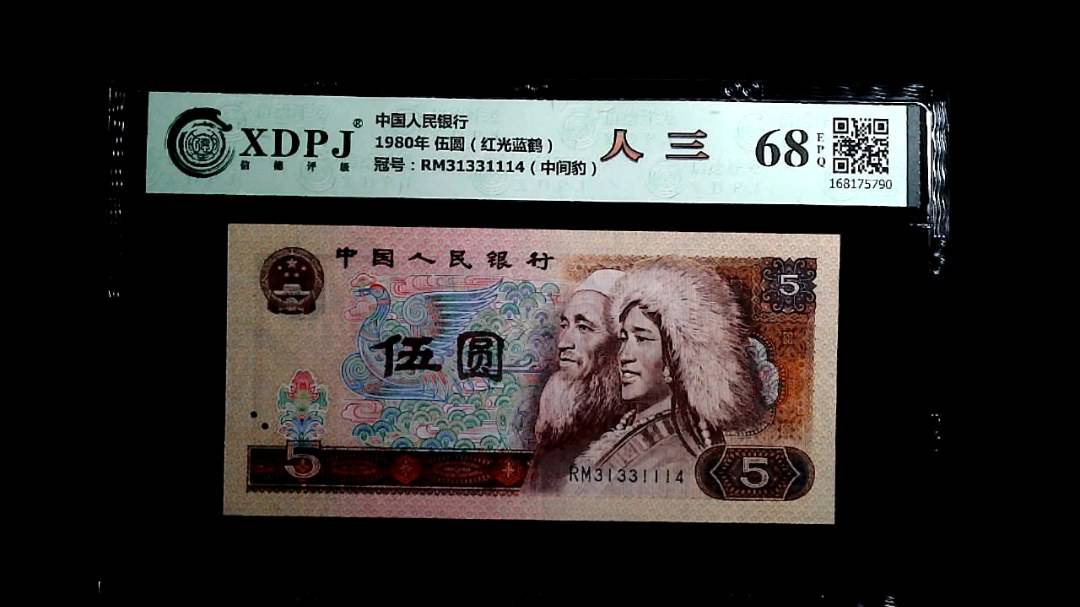 XDPJ®
信德评级
中国人民银行
1980年 伍圆（红光蓝鹤）
冠号：RM31331114（中间豹）
人三
68
EPQ
168175790
中国人民银行
5
伍圆
5
RM31331114
5